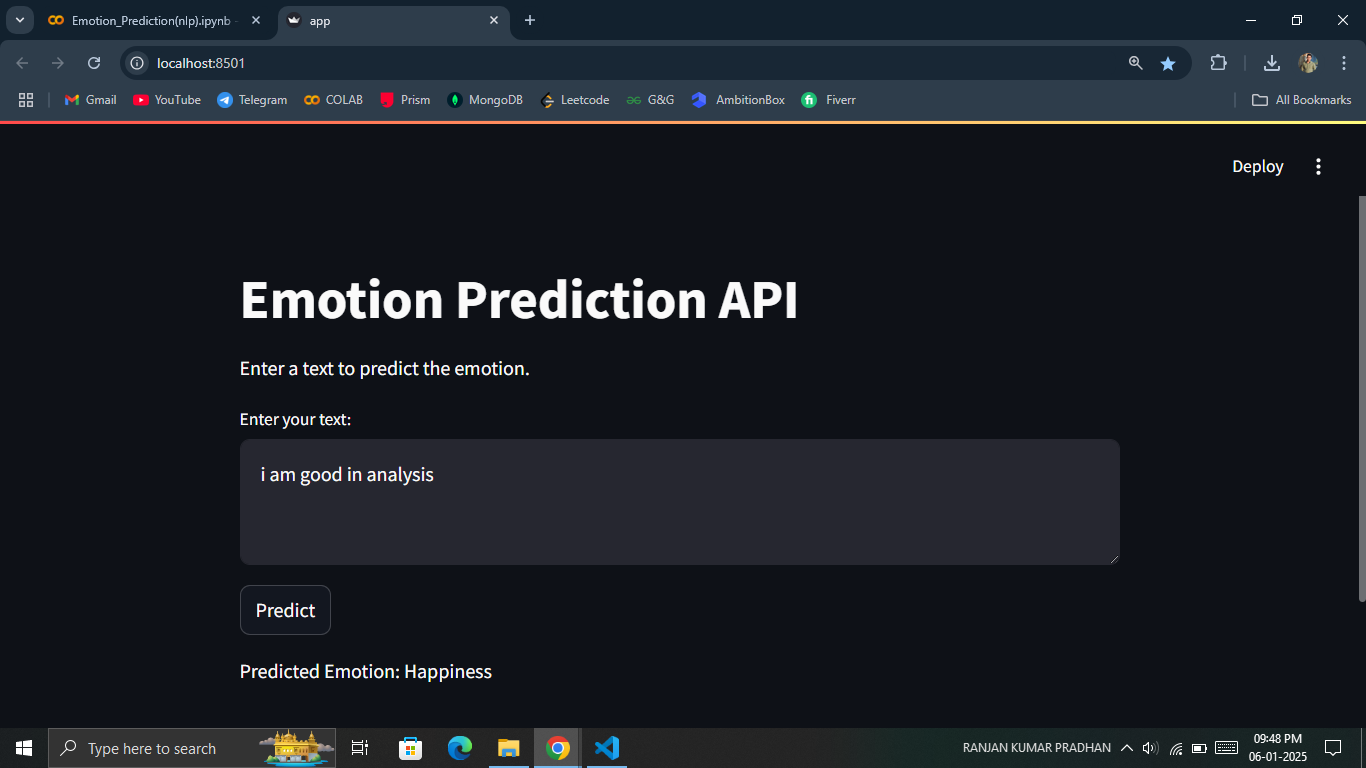 Emotion_Prediction(nlp).ipynb -
app
localhost:8501
Gmail
YouTube
Telegram
COLAB
Prism
MongoDB
Leetcode
G&G
AmbitionBox
fi
Fiverr
All Bookmarks
Deploy
Emotion Prediction API
Enter a text to predict the emotion.
Enter your text:
i am good in analysis
Predict
Predicted Emotion: Happiness
Type here to search
RANJAN KUMAR PRADHAN
09:48 PM
06-01-2025